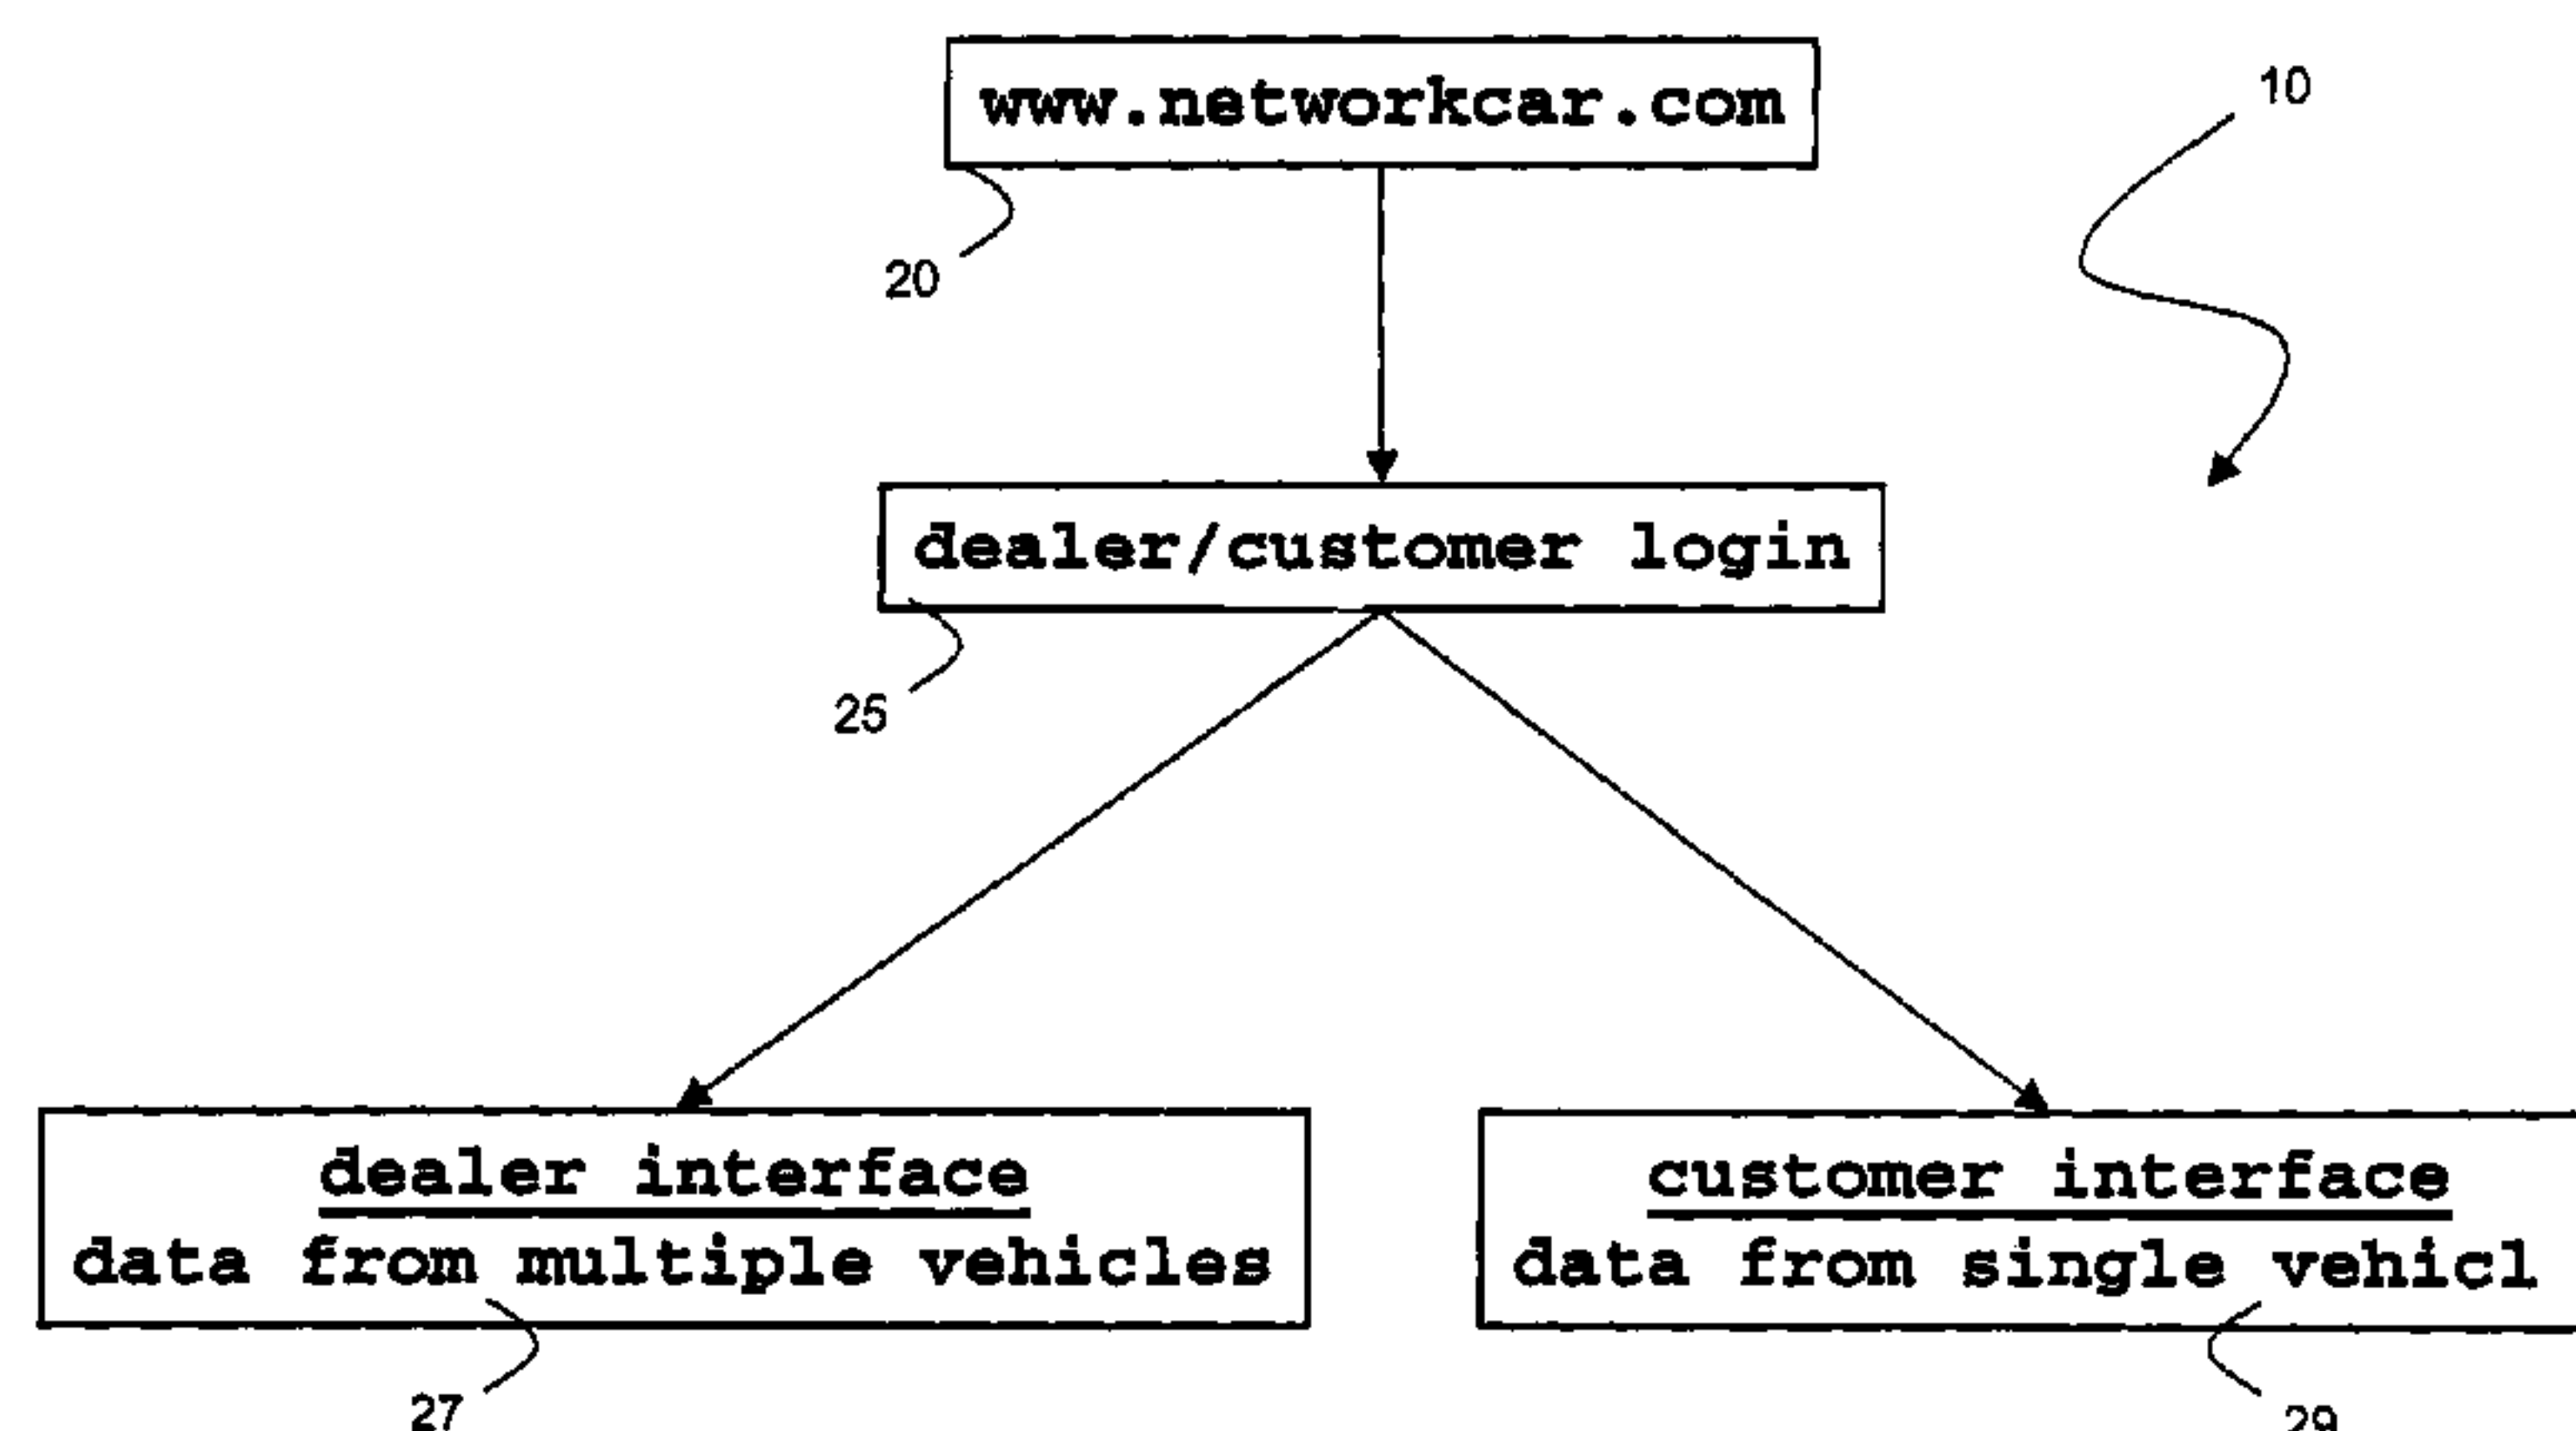 www.networkcar.com
10
20
dealer/customer login
25
dealer interface
data from multiple vehicles
customer interface
data from single vehicl
27
29